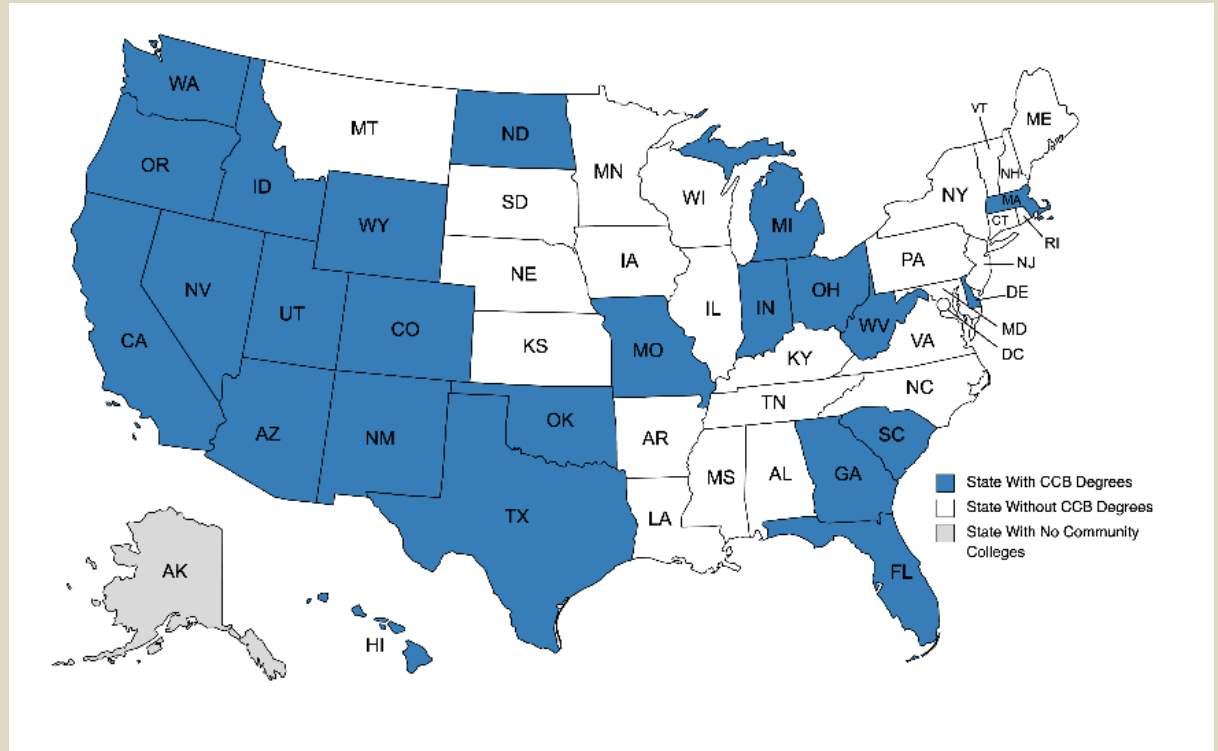 WA
MT
ND
MN
VT
ME
OR
ID
SD
WI
NH
NY
MA
WY
MI
CT
RI
NE
IA
PA
NJ
NV
UT
CO
IL
IN
OH
DE
CA
KS
MO
WV
MD
DC
VA
KY
NC
TN
AZ
NM
OK
AR
SC
MS
AL
GA
State With CCB Degrees
TX
LA
State Without CCB Degrees
State With No Community
Colleges
AK
FL
HI